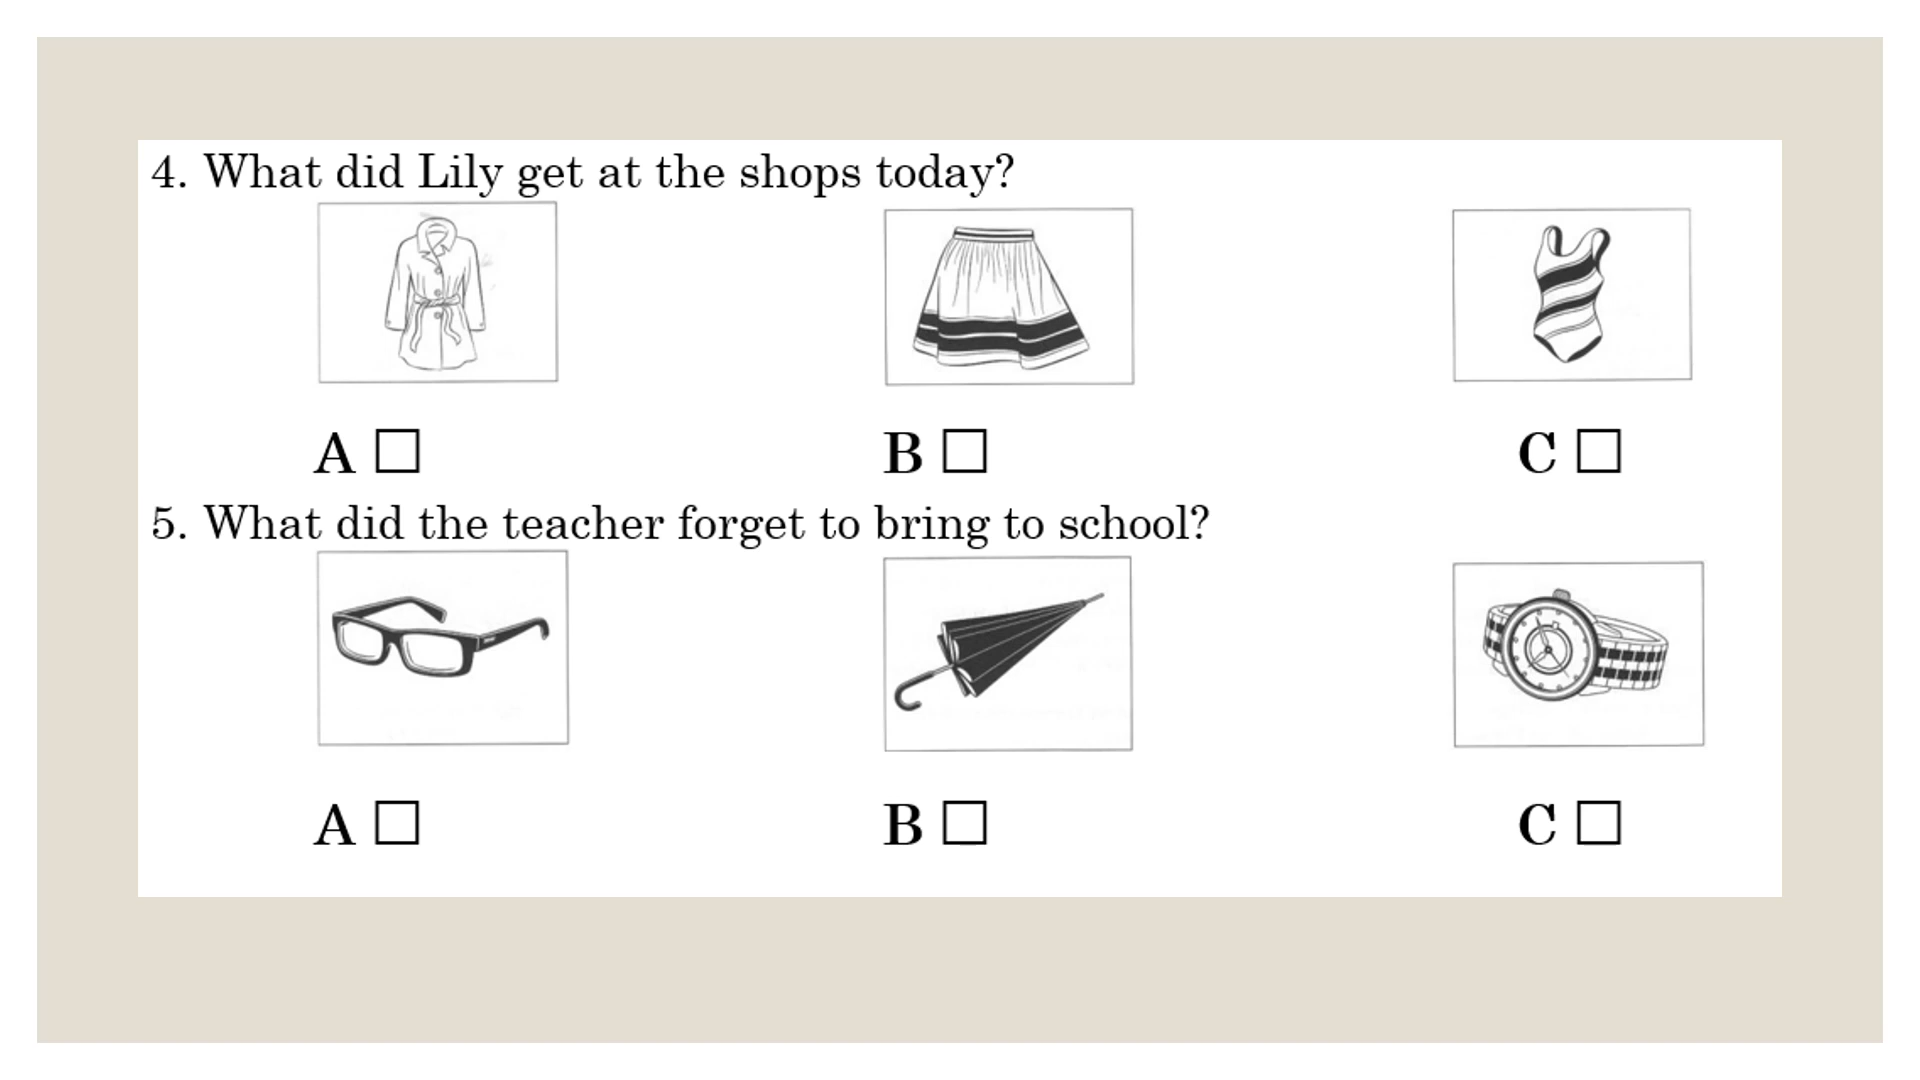 4. What did Lily get at the shops today?
A ☐ B ☐ C ☐
5. What did the teacher forget to bring to school?
A ☐ B ☐ C ☐